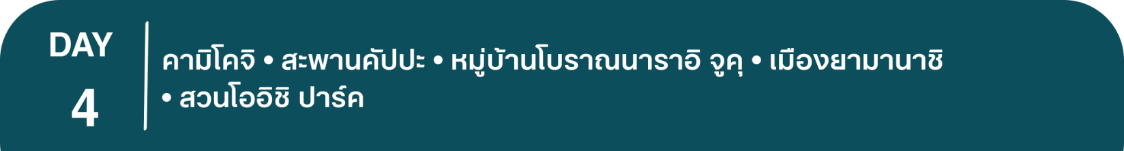 DAY
4
คามิโคจิ • สะพานคัปปะ • หมู่บ้านโบราณนาราอิ จูคุ • เมืองยามานาชิ
• สวนโออิชิ ปาร์ค